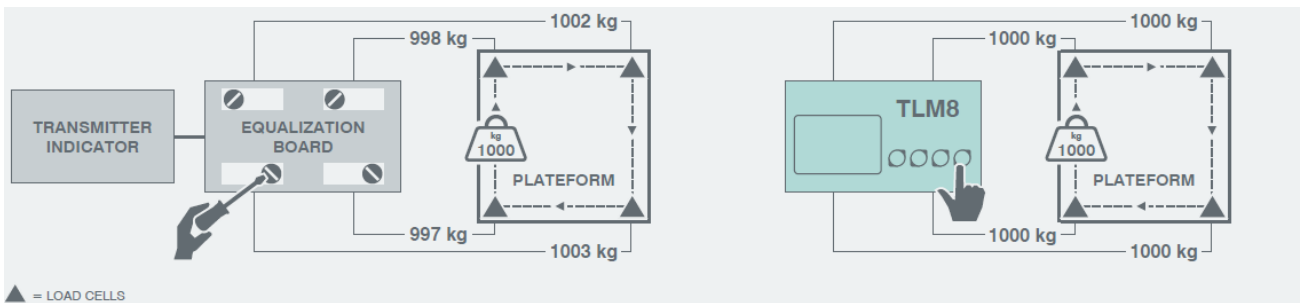 1002 kg
998 kg
TRANSMITTER
INDICATOR
EQUALIZATION
BOARD
kg
1000
PLATEFORM
997 kg
1003 kg
1000 kg
1000 kg
TLM8
kg
1000
PLATEFORM
1000 kg
1000 kg
= LOAD CELLS